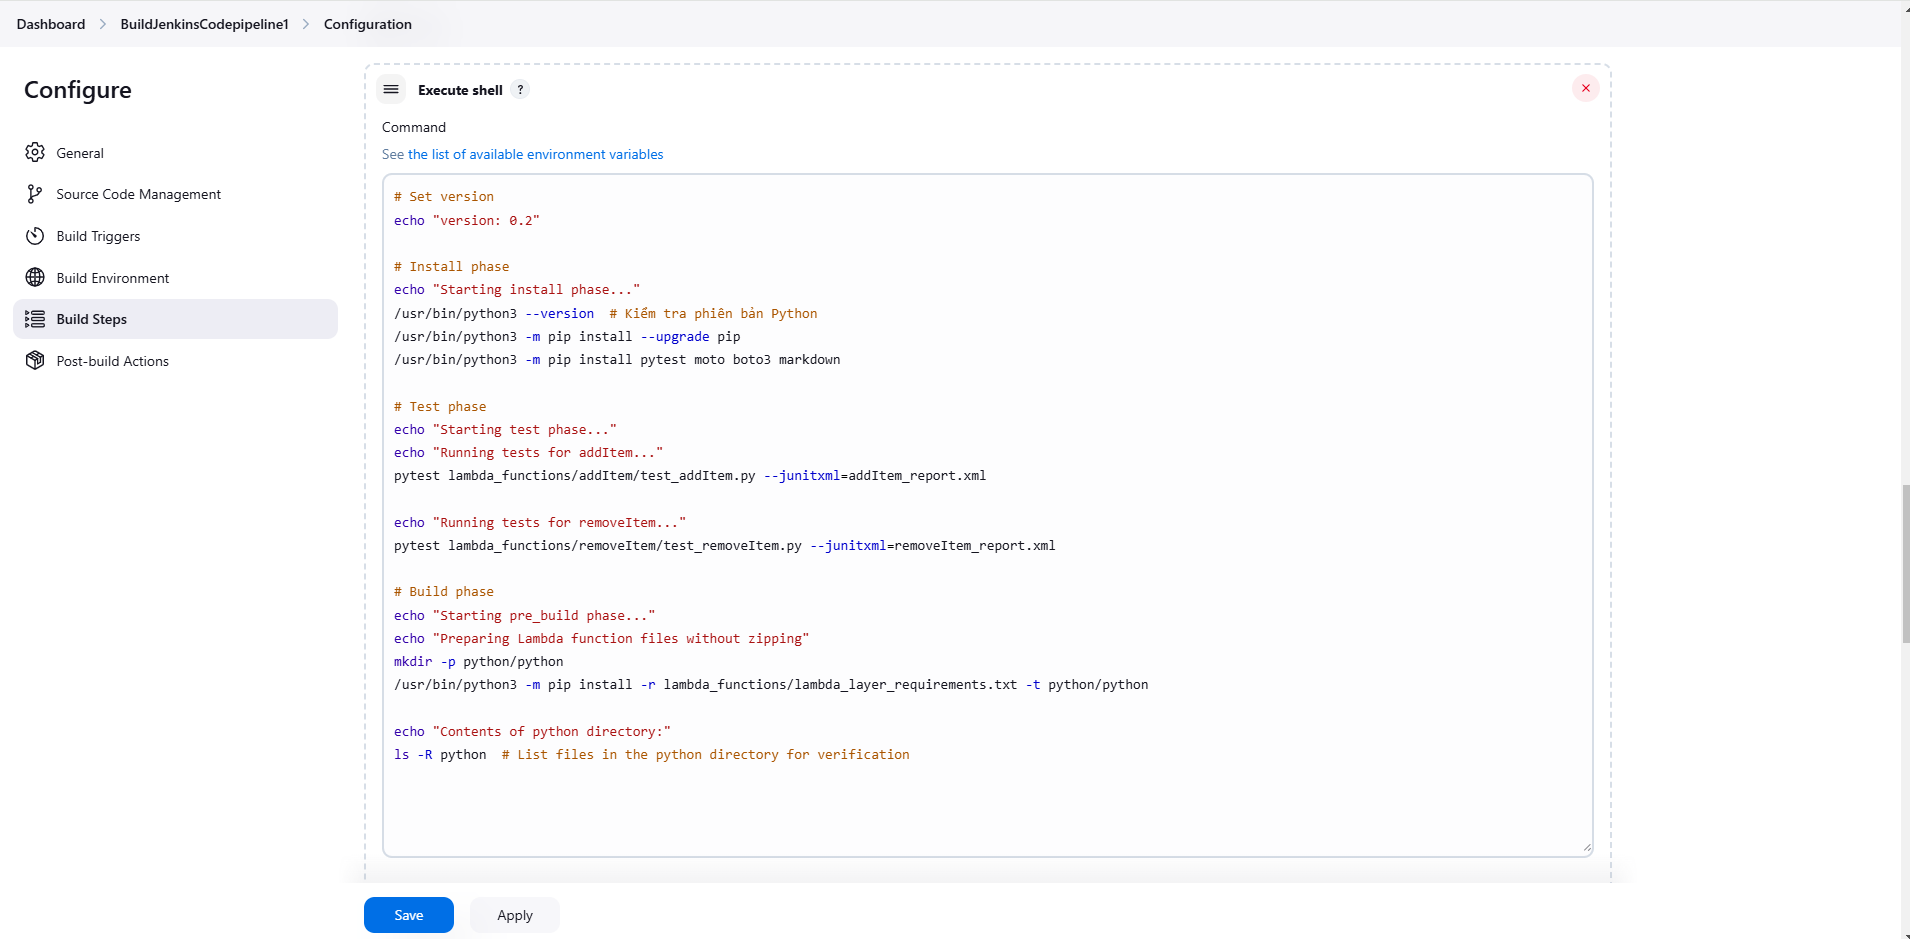 Dashboard > BuildJenkinsCodepipeline1 > Configuration
Configure
General
Source Code Management
Build Triggers
Build Environment
Build Steps
Post-build Actions
Execute shell ?
Command
See the list of available environment variables
# Set version
echo "version: 0.2"
# Install phase
echo "Starting install phase..."
/usr/bin/python3 --version  # Kiểm tra phiên bản Python
/usr/bin/python3 -m pip install --upgrade pip
/usr/bin/python3 -m pip install pytest moto boto3 markdown
# Test phase
echo "Starting test phase..."
echo "Running tests for addItem..."
pytest lambda_functions/addItem/test_addItem.py --junitxml=addItem_report.xml
echo "Running tests for removeItem..."
pytest lambda_functions/removeItem/test_removeItem.py --junitxml=removeItem_report.xml
# Build phase
echo "Starting pre_build phase..."
echo "Preparing Lambda function files without zipping"
mkdir -p python/python
/usr/bin/python3 -m pip install -r lambda_functions/lambda_layer_requirements.txt -t python/python
echo "Contents of python directory:"
ls -R python  # List files in the python directory for verification
Save
Apply